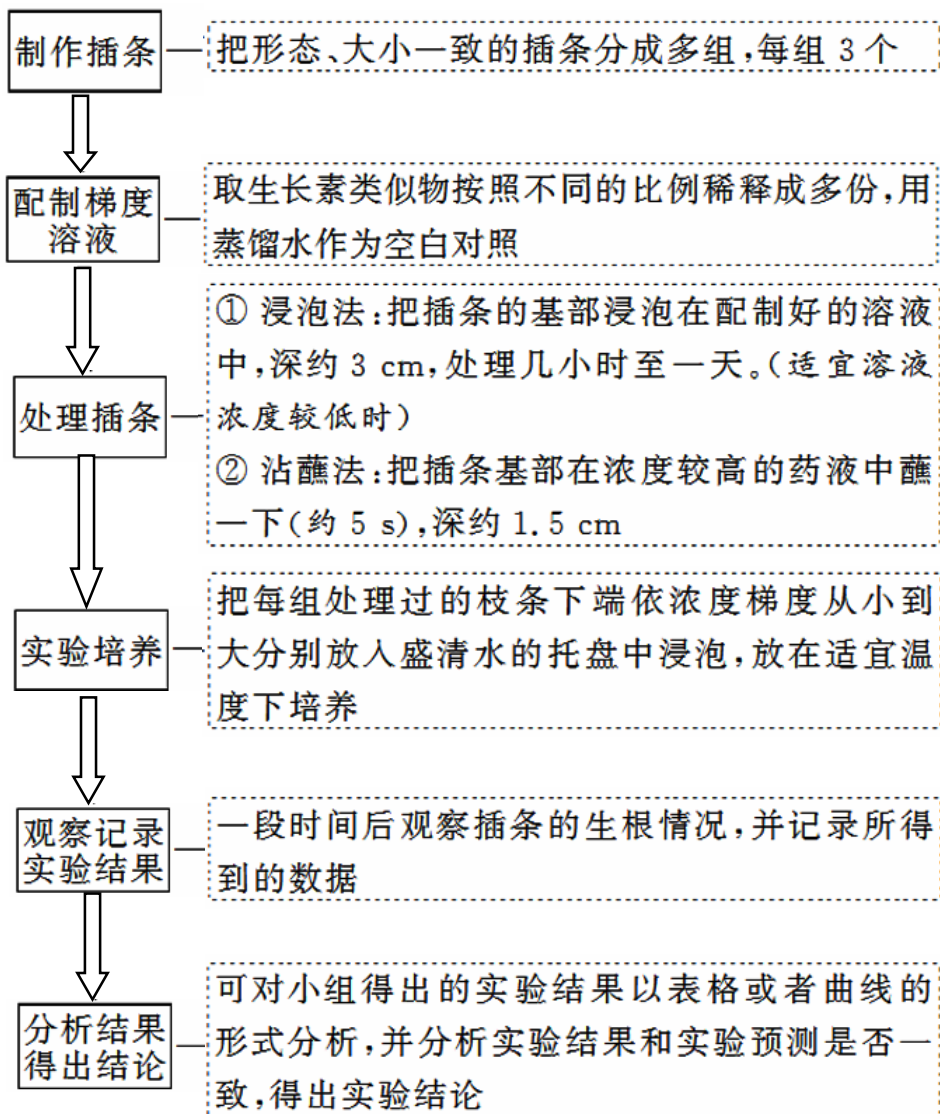 制作插条
把形态、大小一致的插条分成多组,每组 3 个
配制梯度
溶液
取生长素类似物按照不同的比例稀释成多份,用
蒸馏水作为空白对照
处理插条
① 浸泡法:把插条的基部浸泡在配制好的溶液
中,深约 3 cm,处理几小时至一天。(适宜溶液
浓度较低时)
② 沾蘸法:把插条基部在浓度较高的药液中蘸
一下(约 5 s),深约 1.5 cm
实验培养
把每组处理过的枝条下端依浓度梯度从小到
大分别放入盛清水的托盘中浸泡,放在适宜温
度下培养
观察记录
实验结果
一段时间后观察插条的生根情况,并记录所得
到的数据
分析结果
得出结论
可对小组得出的实验结果以表格或者曲线的
形式分析,并分析实验结果和实验预测是否一
致,得出实验结论